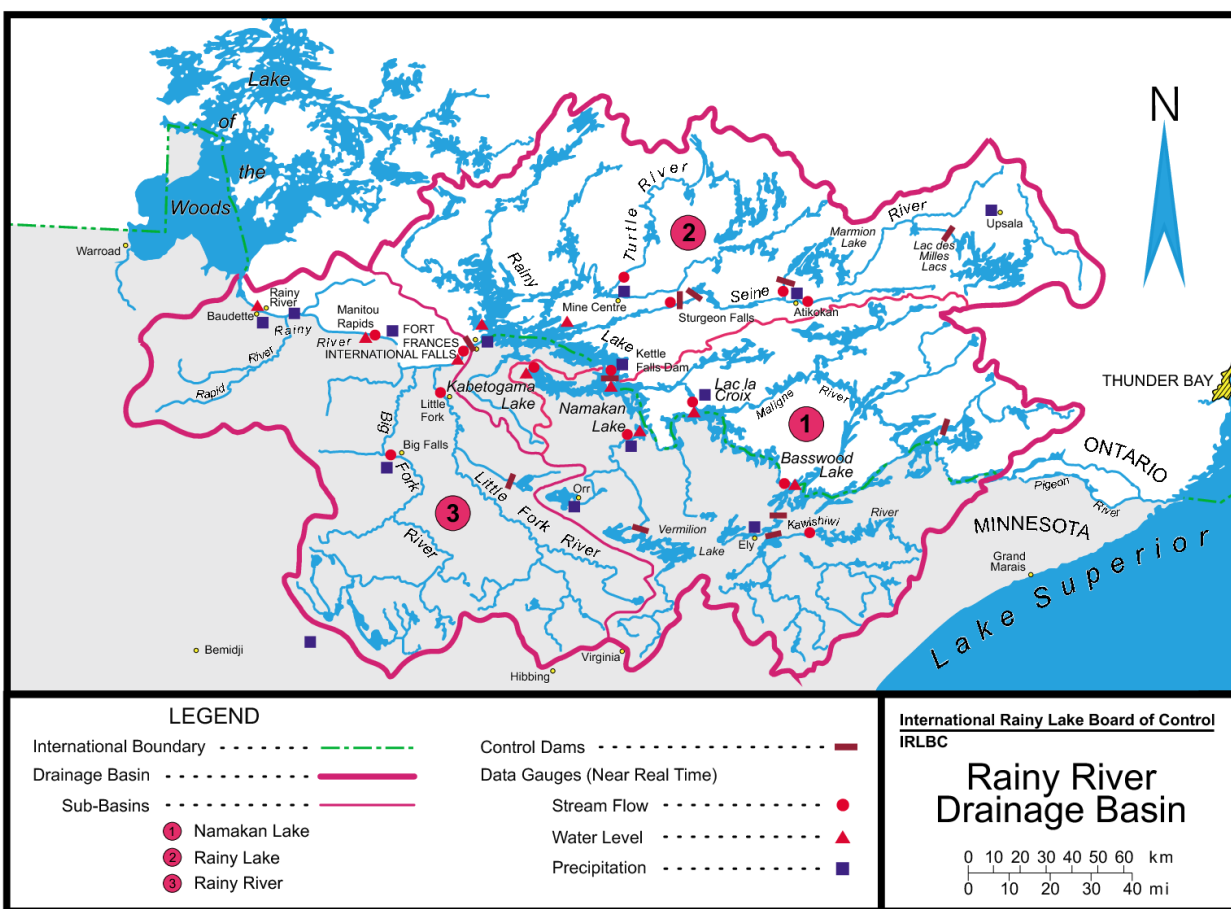 Lake
of
the
Woods
N
Warroad
Rainy
River
Baudette
Rainy
River
Rapid
River
Manitou
Rapids
FORT
FRANCES
INTERNATIONAL FALLS
Little
Fork
Big Falls
Big
Fork
River
Little
Fork
River
3
Kabetogama
Lake
Rainy
Lake
Turtle
River
2
Mine Centre
Seine
River
Sturgeon Falls
Atikokan
Marmion
Lake
Lac des
Milles
Lacs
Upsala
Kettle
Falls Dam
Namakan
Lake
Lac la
Croix
Maligne
River
1
Basswood
Lake
Orr
Vermilion
Lake
Ely
Kawishiwi
River
THUNDER BAY
ONTARIO
Pigeon
River
MINNESOTA
Grand
Marais
Lake Superior
Bemidji
Hibbing
Virginia
LEGEND
International Boundary
Drainage Basin
Sub-Basins
1 Namakan Lake
2 Rainy Lake
3 Rainy River
Control Dams
Data Gauges (Near Real Time)
Stream Flow
Water Level
Precipitation
International Rainy Lake Board of Control
IRLBC
Rainy River
Drainage Basin
0 10 20 30 40 50 60 km
0 10 20 30 40 mi